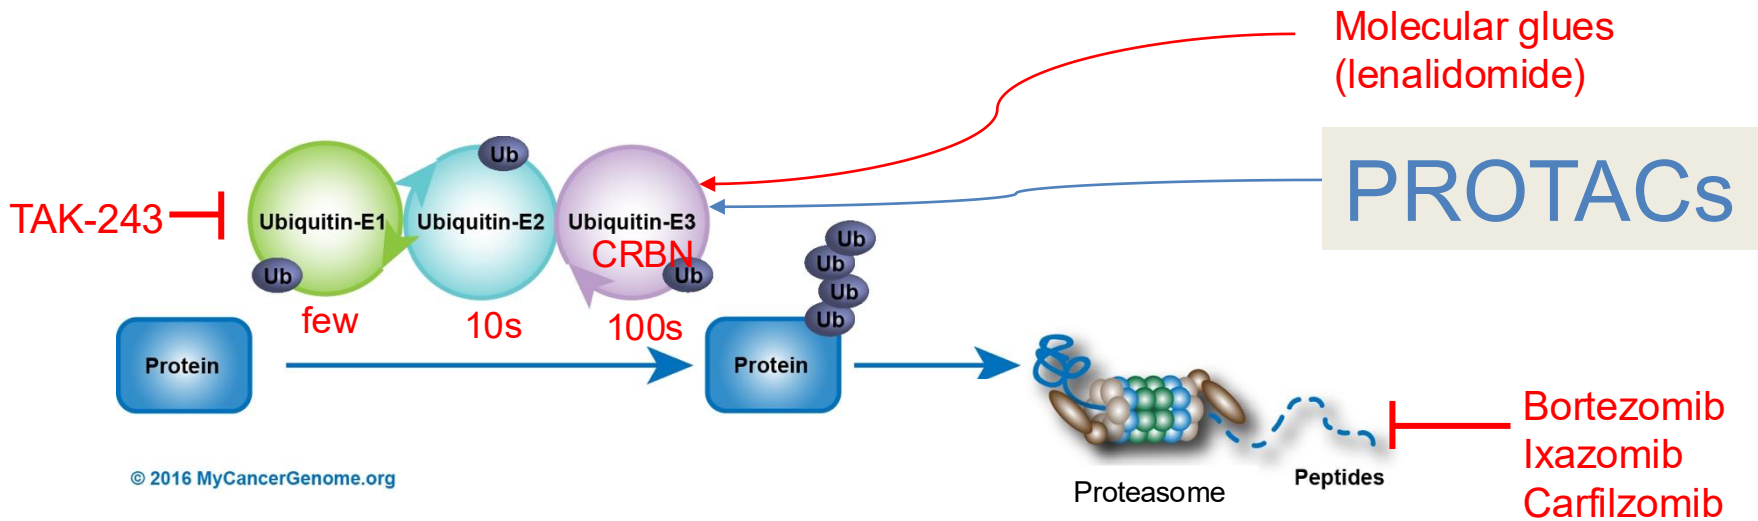 Molecular glues
(lenalidomide)
PROTACs
TAK-243
Ub
Ubiquitin-E1
Ubiquitin-E2
Ubiquitin-E3
CRBN
Ub
Ub
few
10s
100s
Ub
Ub
Ub
Ub
Protein
Protein
Proteasome
Peptides
Bortezomib
Ixazomib
Carfilzomib
© 2016 MyCancerGenome.org